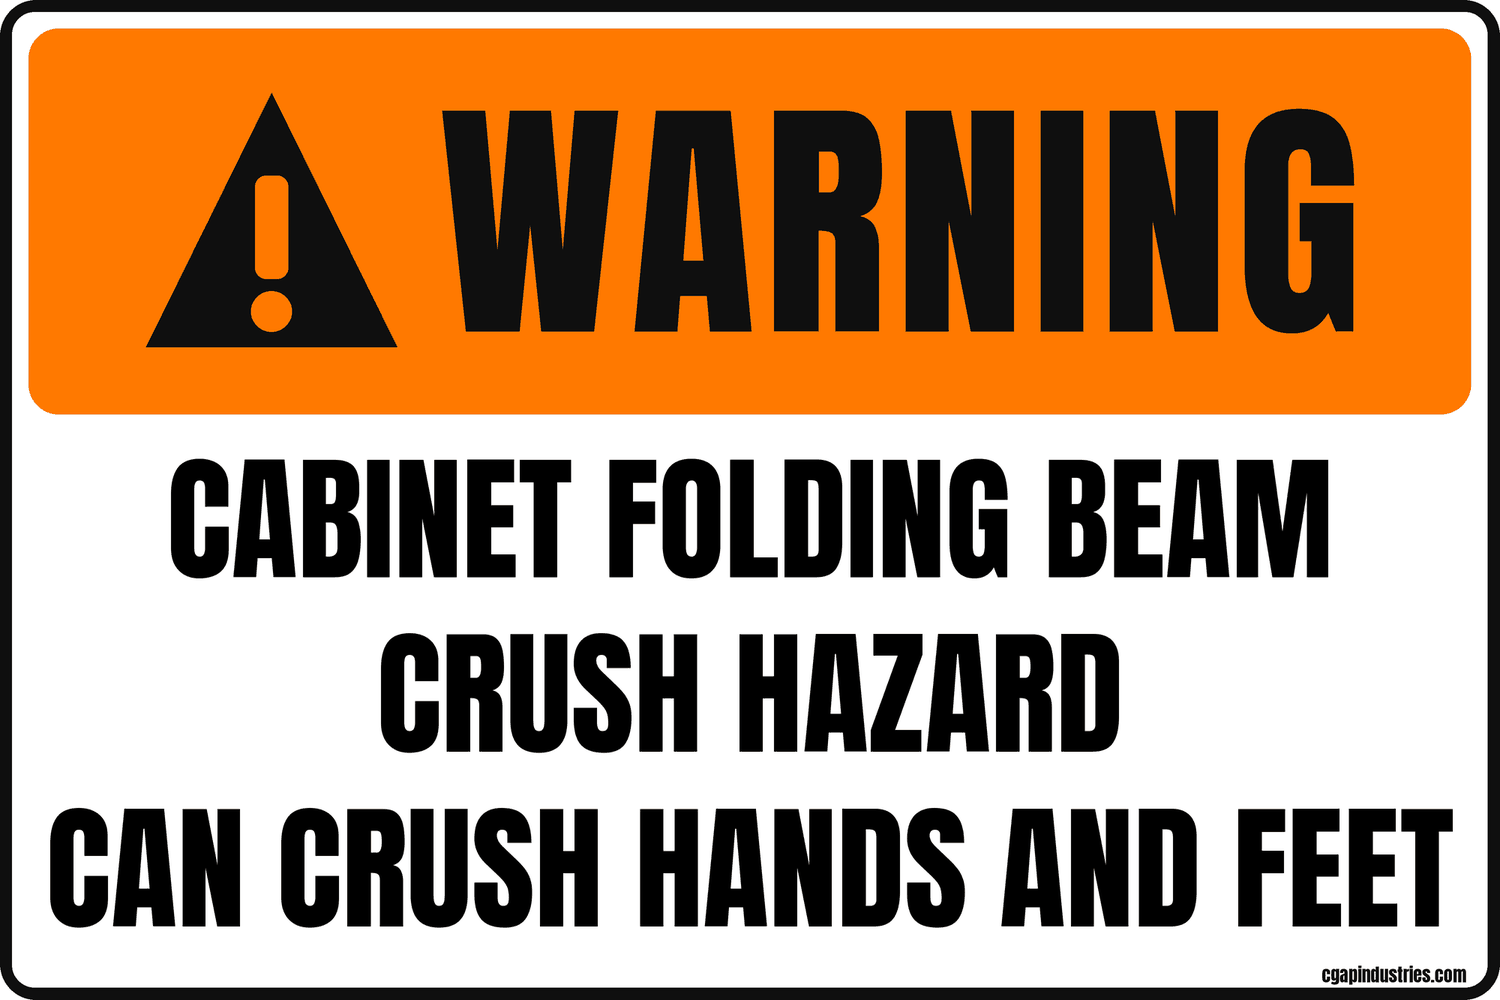 WARNING
CABINET FOLDING BEAM
CRUSH HAZARD
CAN CRUSH HANDS AND FEET
cgapindustries.com